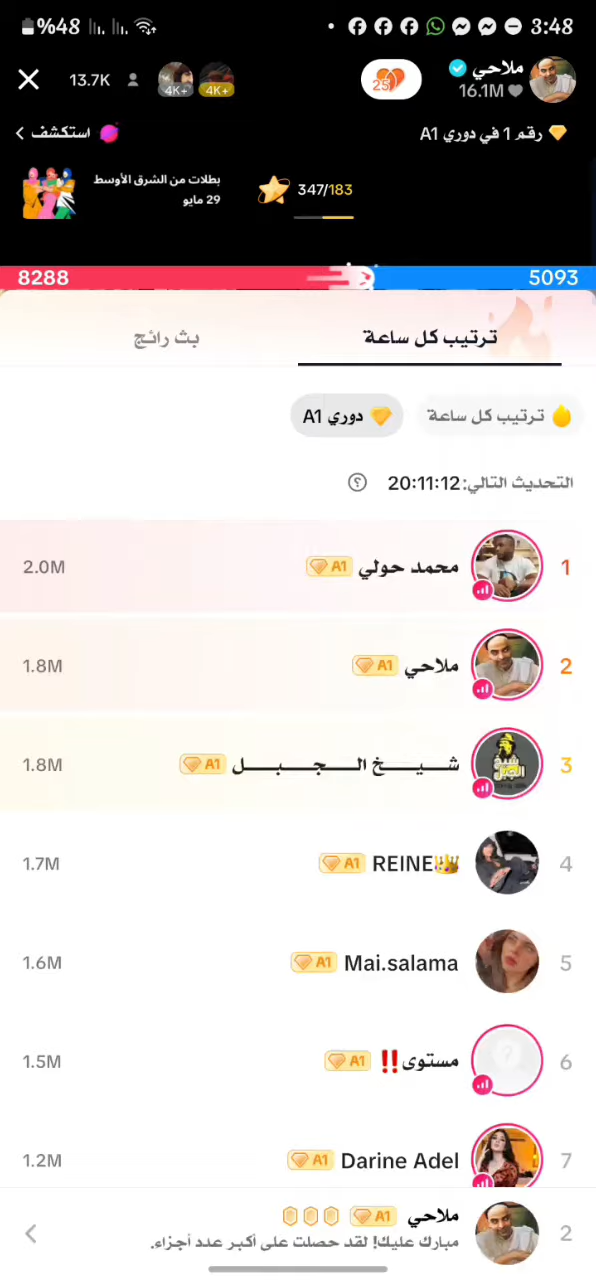 %48 3:48
13.7K 4K+ 4K+ 25 ملاحي 16.1M
رقم 1 في دوري A1
استكشف
بطلات من الشرق الأوسط
29 مايو
347/183
8288 5093
ترتيب كل ساعة
بث رائج
ترتيب كل ساعة
دوري A1
التحديث التالي: 20:11:12
1 محمد حولي A1 2.0M
2 ملاحي A1 1.8M
3 شـــيـــــخ الـــــجـــــبـــــل A1 1.8M
شيخ الجبل
4 REINE👑 A1 1.7M
5 Mai.salama A1 1.6M
6 مستوى‼️ A1 1.5M
7 Darine Adel A1 1.2M
2 ملاحي A1
مبارك عليك! لقد حصلت على أكبر عدد أجزاء.